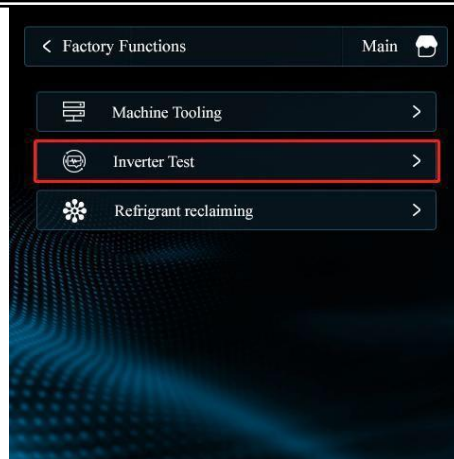 Factory Functions Main
Machine Tooling
Inverter Test
Refrigrant reclaiming